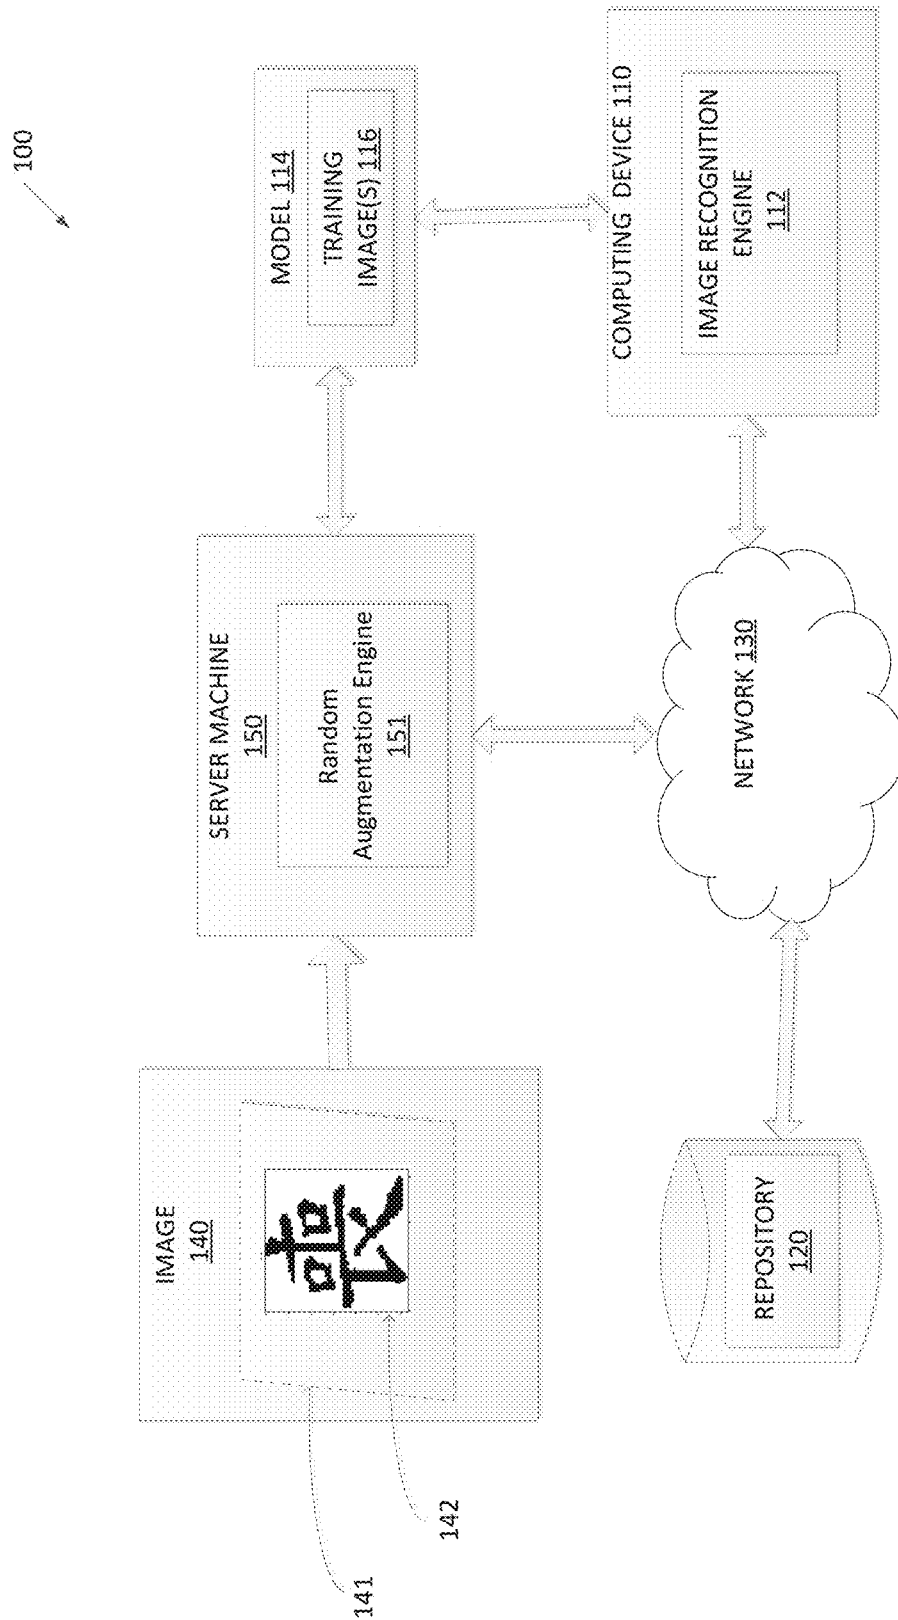 100
IMAGE
140
喪
141
142
SERVER MACHINE
150
Random
Augmentation Engine
151
MODEL 114
TRAINING
IMAGE(S) 116
REPOSITORY
120
NETWORK 130
COMPUTING DEVICE 110
IMAGE RECOGNITION
ENGINE
112